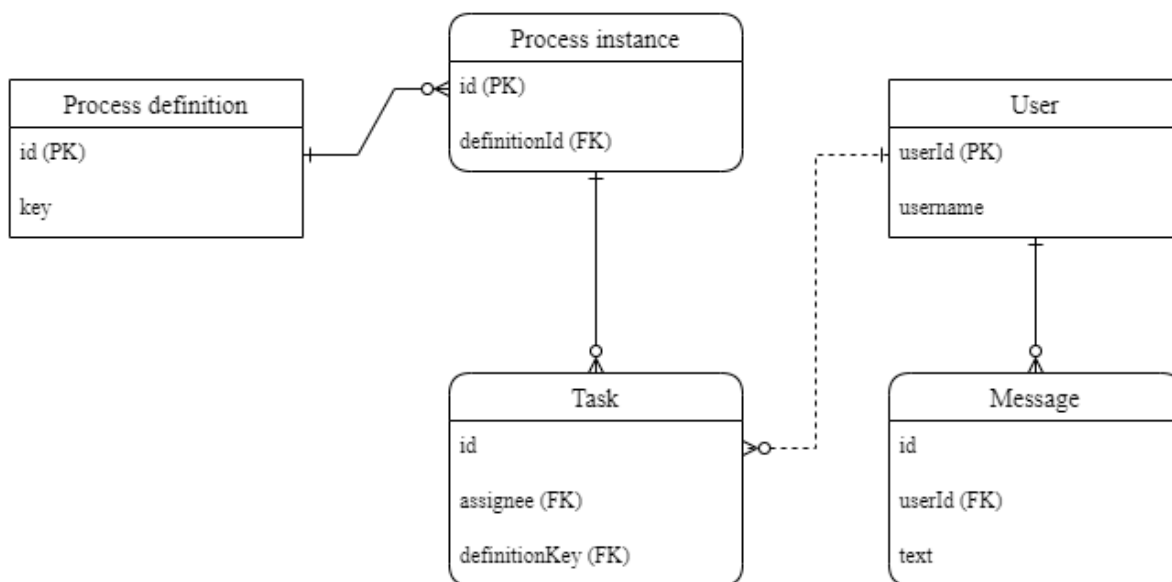 Process instance
id (PK)
definitionId (FK)
Process definition
id (PK)
key
User
userId (PK)
username
Task
id
assignee (FK)
definitionKey (FK)
Message
id
userId (FK)
text